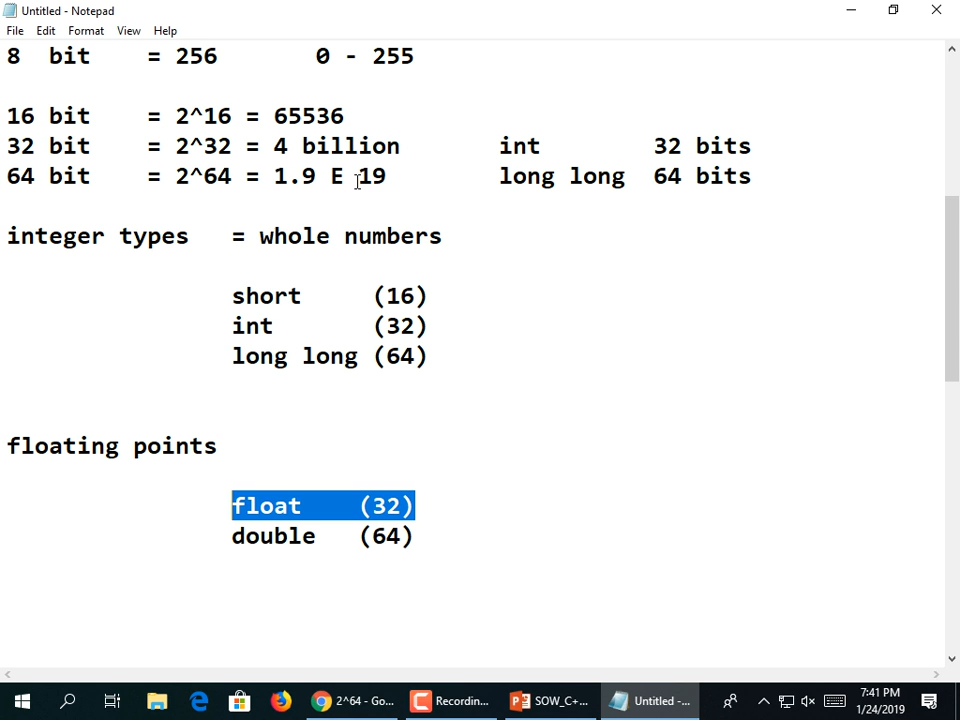 Untitled - Notepad
File Edit Format View Help
8 bit = 256 0 - 255
16 bit = 2^16 = 65536
32 bit = 2^32 = 4 billion int 32 bits
64 bit = 2^64 = 1.9 E 19 long long 64 bits
integer types = whole numbers
short (16)
int (32)
long long (64)
floating points
float (32)
double (64)
2^64 - Go... Recording... SOW_C+... Untitled -... 7:41 PM
1/24/2019